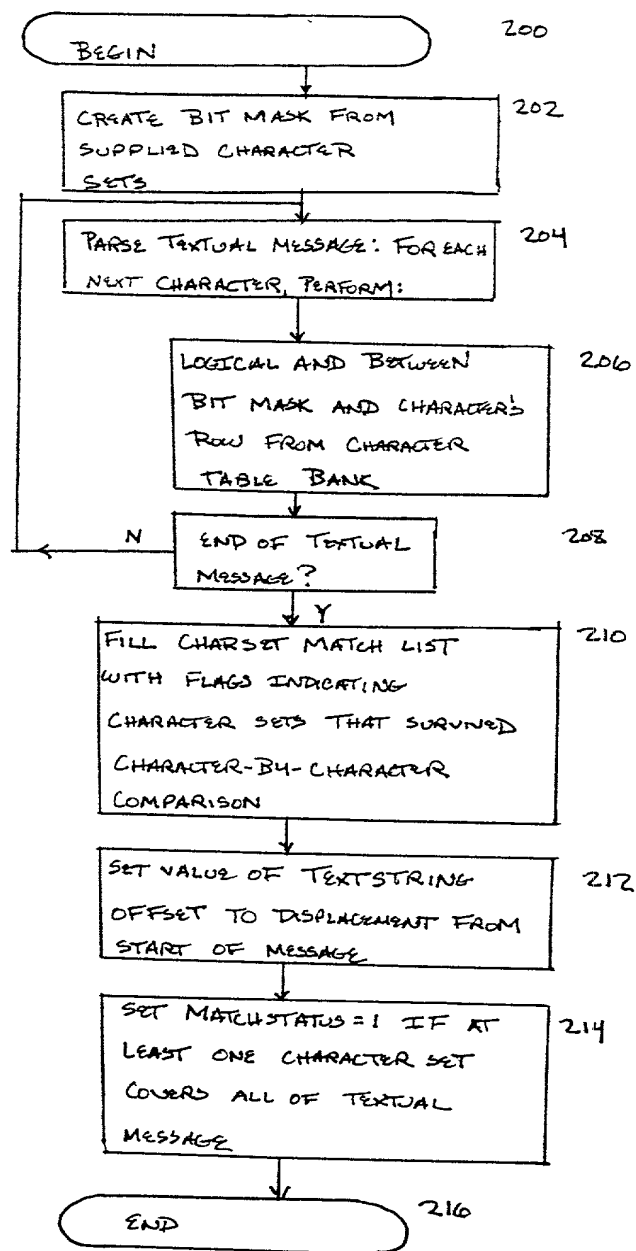 200
BEGIN
202
CREATE BIT MASK FROM
SUPPLIED CHARACTER
SETS
204
PARSE TEXTUAL MESSAGE: FOR EACH
NEXT CHARACTER, PERFORM:
206
LOGICAL AND BETWEEN
BIT MASK AND CHARACTER'S
ROW FROM CHARACTER
TABLE BANK
208
N
END OF TEXTUAL
MESSAGE?
Y
210
FILL CHARSET MATCH LIST
WITH FLAGS INDICATING
CHARACTER SETS THAT SURVIVED
CHARACTER-BY-CHARACTER
COMPARISON
212
SET VALUE OF TEXTSTRING
OFFSET TO DISPLACEMENT FROM
START OF MESSAGE
214
SET MATCHSTATUS=1 IF AT
LEAST ONE CHARACTER SET
COVERS ALL OF TEXTUAL
MESSAGE
216
END